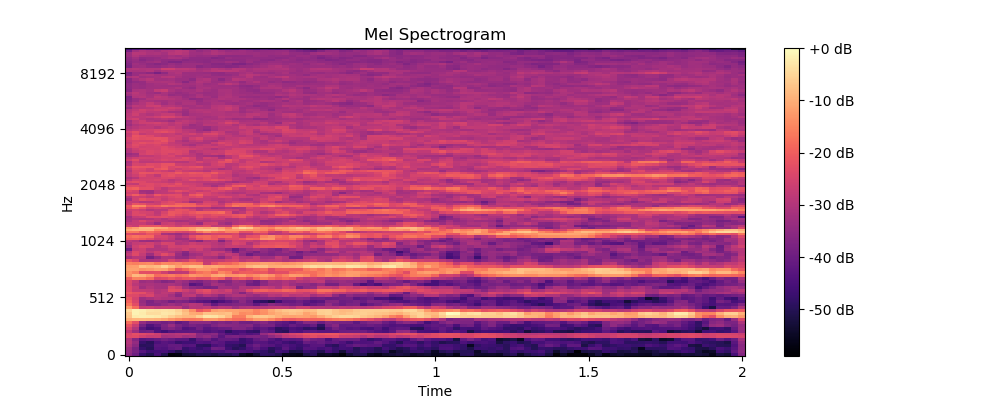 Mel Spectrogram
Hz
8192
4096
2048
1024
512
0
0 0.5 1 1.5 2
Time
+0 dB
-10 dB
-20 dB
-30 dB
-40 dB
-50 dB